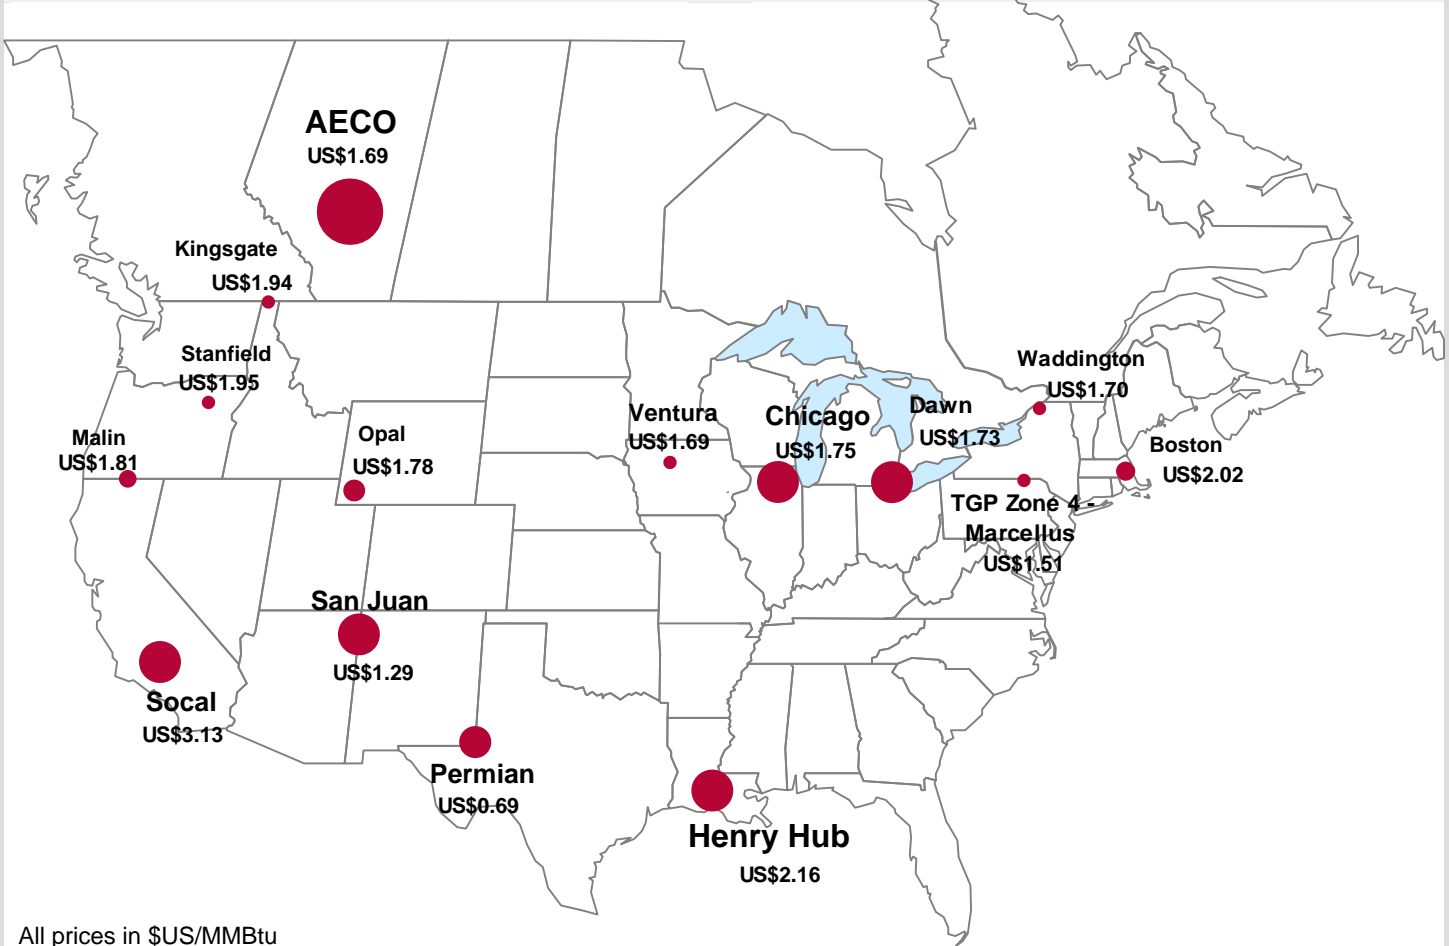 AECO
US$1.69
Kingsgate
US$1.94
Stanfield
US$1.95
Malin
US$1.81
Opal
US$1.78
Ventura
US$1.69
Chicago
US$1.75
Dawn
US$1.73
Waddington
US$1.70
Boston
US$2.02
TGP Zone 4 -
Marcellus
US$1.51
San Juan
US$1.29
Socal
US$3.13
Permian
US$0.69
Henry Hub
US$2.16
All prices in $US/MMBtu